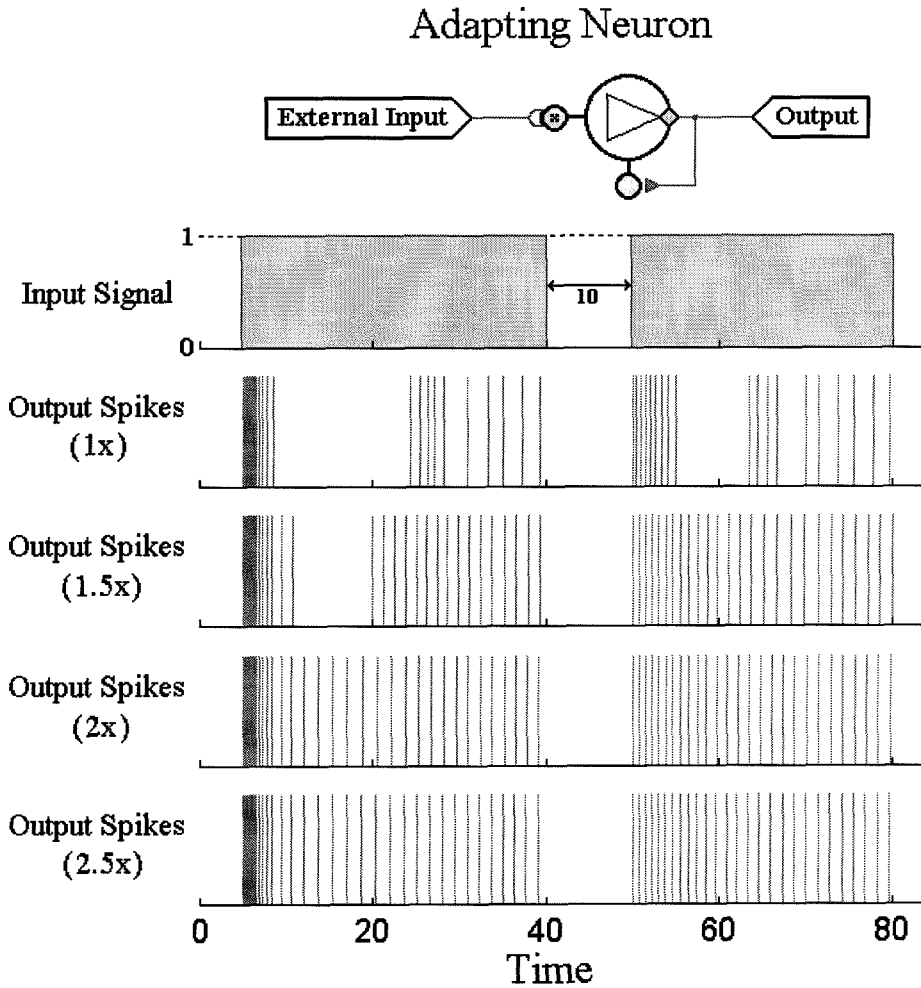 Adapting Neuron
External Input
Output
1
Input Signal
10
0
Output Spikes
(1x)
Output Spikes
(1.5x)
Output Spikes
(2x)
Output Spikes
(2.5x)
0 20 40 60 80
Time